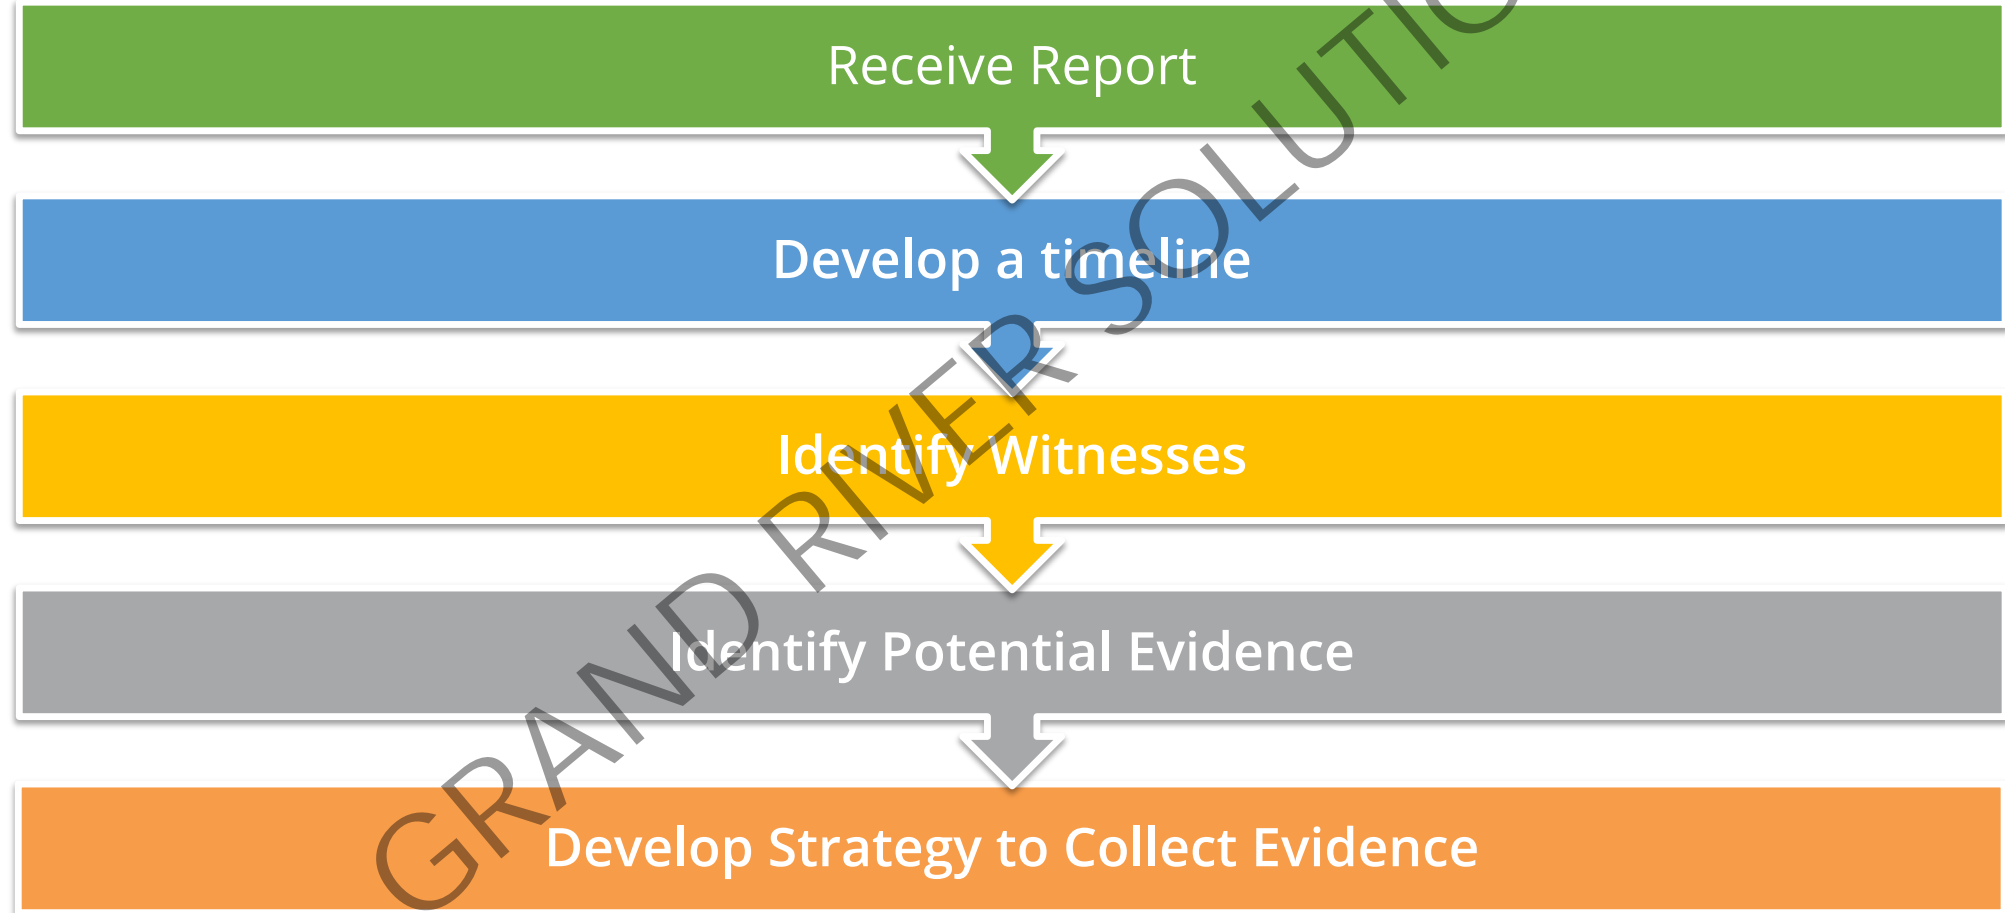 Receive Report
Develop a timeline
Identify Witnesses
Identify Potential Evidence
Develop Strategy to Collect Evidence
GRAND RIVER SOLUTIO